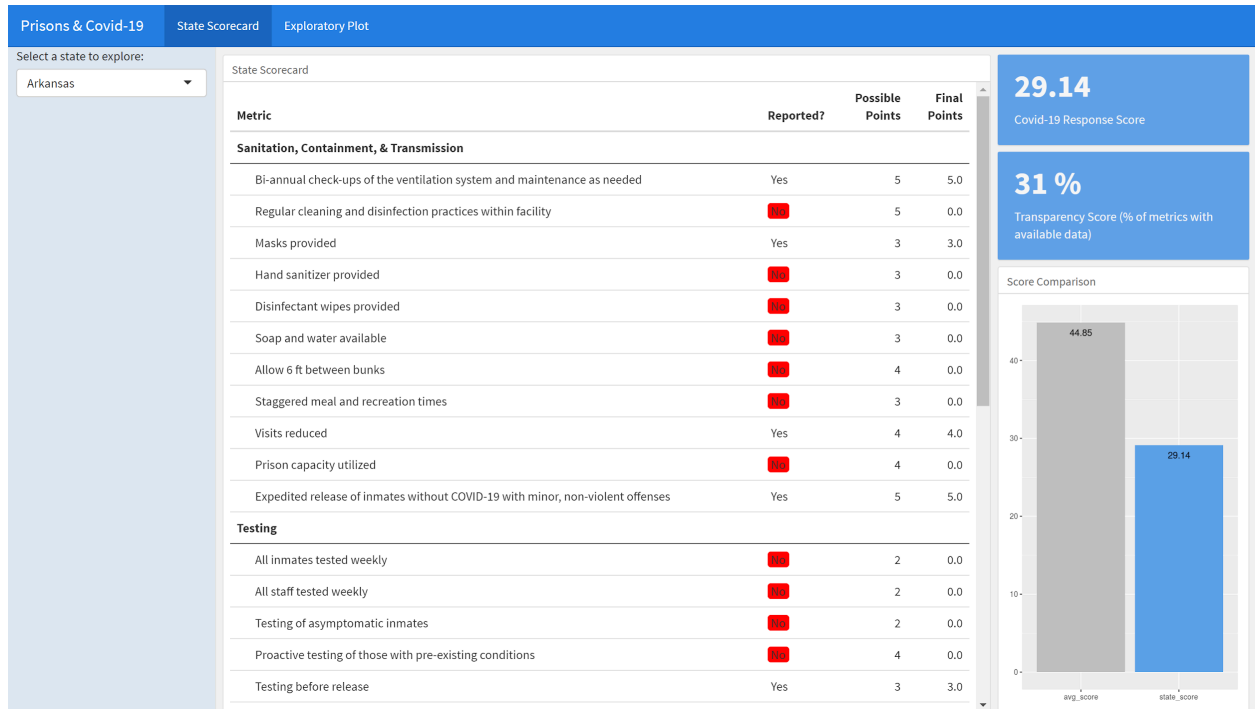 Prisons & Covid-19 State Scorecard Exploratory Plot
Select a state to explore:
Arkansas
State Scorecard
Metric Reported? Possible Points Final Points
Sanitation, Containment, & Transmission
Bi-annual check-ups of the ventilation system and maintenance as needed Yes 5 5.0
Regular cleaning and disinfection practices within facility No 5 0.0
Masks provided Yes 3 3.0
Hand sanitizer provided No 3 0.0
Disinfectant wipes provided No 3 0.0
Soap and water available No 3 0.0
Allow 6 ft between bunks No 4 0.0
Staggered meal and recreation times No 3 0.0
Visits reduced Yes 4 4.0
Prison capacity utilized No 4 0.0
Expedited release of inmates without COVID-19 with minor, non-violent offenses Yes 5 5.0
Testing
All inmates tested weekly No 2 0.0
All staff tested weekly No 2 0.0
Testing of asymptomatic inmates No 2 0.0
Proactive testing of those with pre-existing conditions No 4 0.0
Testing before release Yes 3 3.0
29.14
Covid-19 Response Score
31 %
Transparency Score (% of metrics with
available data)
Score Comparison
44.85
29.14
40
30
20
10
0
avg_score state_score